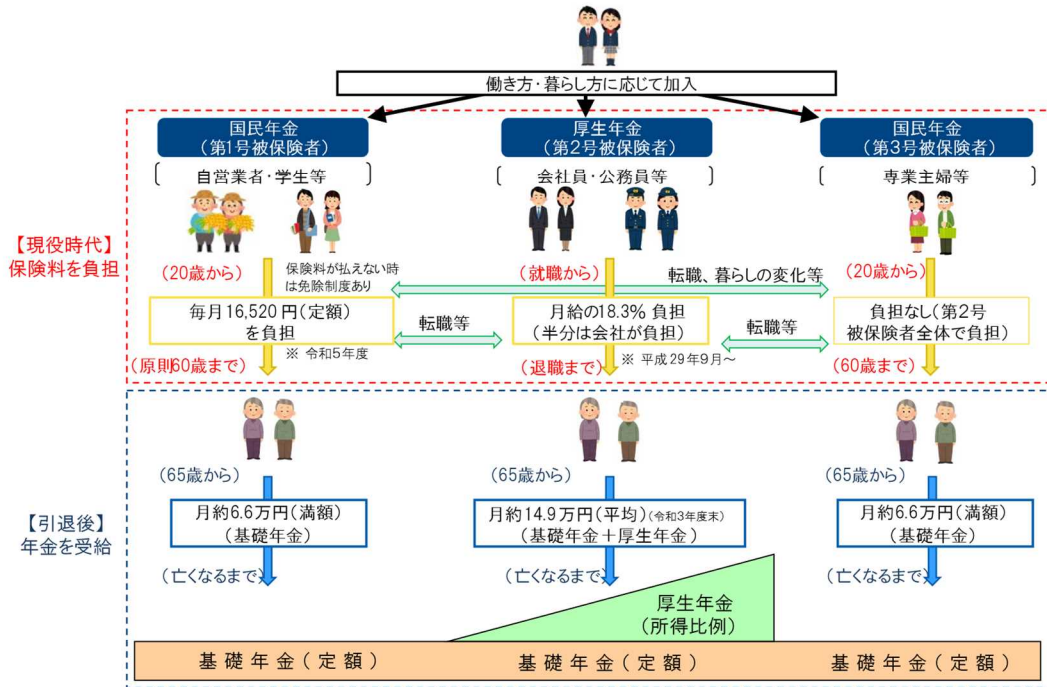 働き方・暮らし方に応じて加入
国民年金
(第1号被保険者)
厚生年金
(第2号被保険者)
国民年金
(第3号被保険者)
自営業者・学生等
会社員・公務員等
専業主婦等
【現役時代】
保険料を負担
(20歳から)
保険料が払えない時
は免除制度あり
(就職から)
転職、暮らしの変化等
(20歳から)
毎月16,520円(定額)
を負担
転職等
月給の18.3%負担
(半分は会社が負担)
転職等
負担なし(第2号
被保険者全体で負担)
※ 令和5年度
※ 平成29年9月～
(原則60歳まで)
(退職まで)
(60歳まで)
(65歳から)
(65歳から)
(65歳から)
【引退後】
年金を受給
月約6.6万円(満額)
(基礎年金)
月約14.9万円(平均)(令和3年度末)
(基礎年金＋厚生年金)
月約6.6万円(満額)
(基礎年金)
(亡くなるまで)
(亡くなるまで)
(亡くなるまで)
厚生年金
(所得比例)
基礎年金(定額)
基礎年金(定額)
基礎年金(定額)